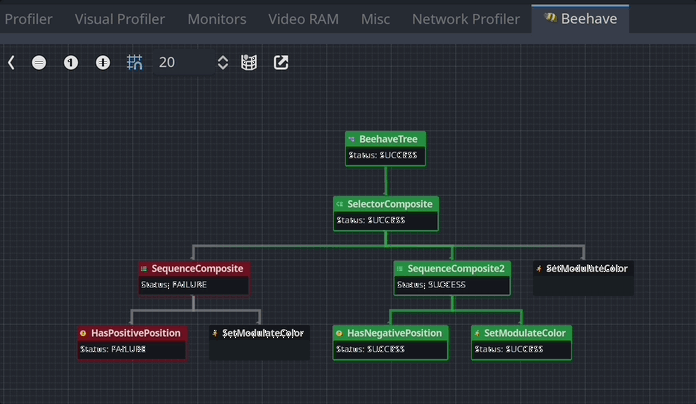 Profiler Visual Profiler Monitors Video RAM Misc Network Profiler Beehave
20
BeehaveTree
Status: SUCCESS
SelectorComposite
Status: SUCCESS
SequenceComposite SequenceComposite2 SetModulateColor
Status: FAILURE Status: SUCCESS
HasPositivePosition SetModulateColor HasNegativePosition SetModulateColor
Status: FAILURE Status: SUCCESS Status: SUCCESS